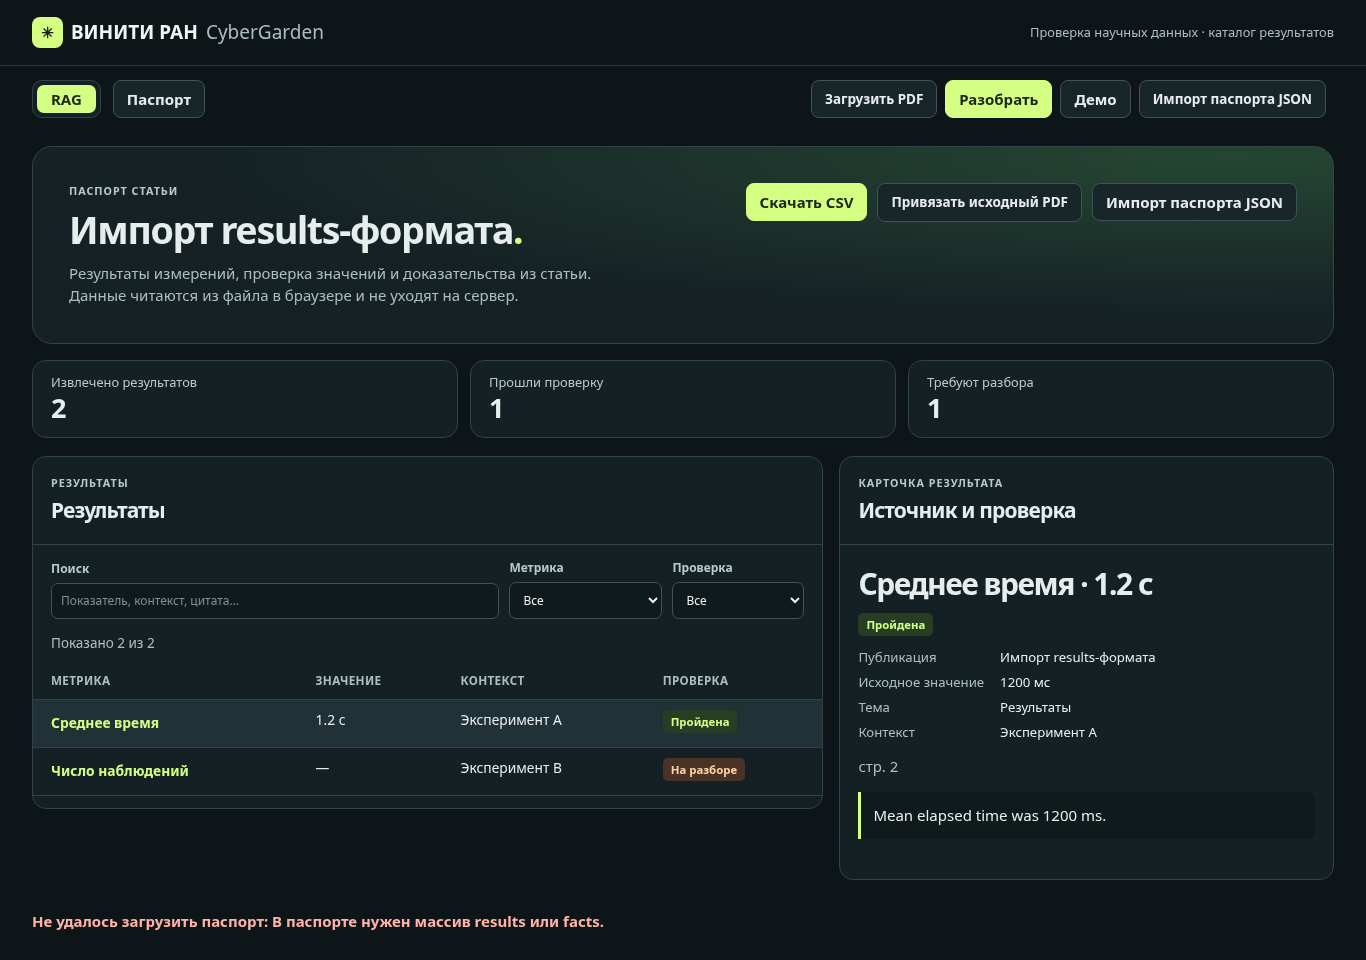 ВИНИТИ РАН CyberGarden
Проверка научных данных · каталог результатов
RAG
Паспорт
Загрузить PDF
Разобрать
Демо
Импорт паспорта JSON
ПАСПОРТ СТАТЬИ
Импорт results-формата.
Результаты измерений, проверка значений и доказательства из статьи.
Данные читаются из файла в браузере и не уходят на сервер.
Скачать CSV
Привязать исходный PDF
Импорт паспорта JSON
Извлечено результатов
2
Прошли проверку
1
Требуют разбора
1
РЕЗУЛЬТАТЫ
Результаты
Поиск
Метрика
Проверка
Показатель, контекст, цитата...
Все
Все
Показано 2 из 2
МЕТРИКА ЗНАЧЕНИЕ КОНТЕКСТ ПРОВЕРКА
Среднее время 1.2 с Эксперимент A Пройдена
Число наблюдений — Эксперимент B На разборе
КАРТОЧКА РЕЗУЛЬТАТА
Источник и проверка
Среднее время · 1.2 с
Пройдена
Публикация Импорт results-формата
Исходное значение 1200 мс
Тема Результаты
Контекст Эксперимент A
стр. 2
Mean elapsed time was 1200 ms.
Не удалось загрузить паспорт: В паспорте нужен массив results или facts.